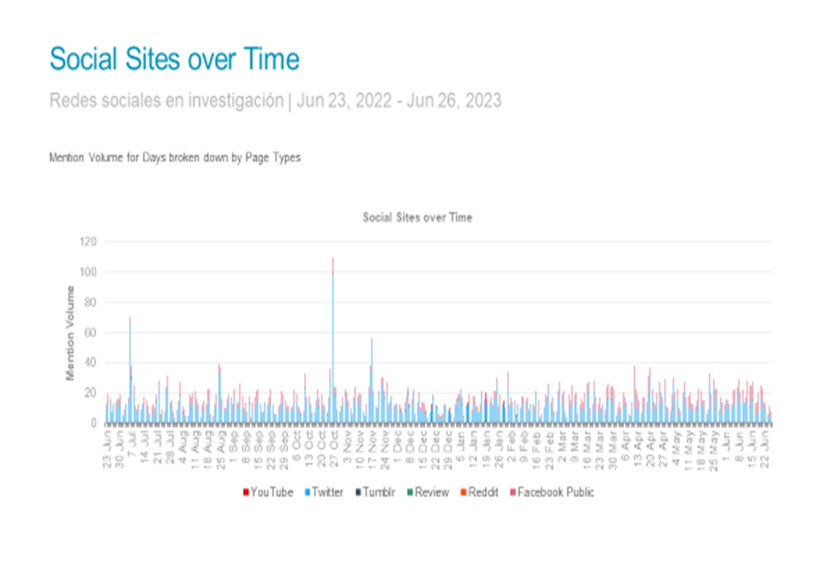 Social Sites over Time
Redes sociales en investigación | Jun 23, 2022 - Jun 26, 2023
Mention Volume for Days broken down by Page Types
Social Sites over Time
Mention Volume
120
100
80
60
40
20
0
23 Jun
30 Jun
7 Jul
14 Jul
21 Jul
28 Jul
4 Aug
11 Aug
18 Aug
25 Aug
1 Sep
8 Sep
15 Sep
22 Sep
29 Sep
6 Oct
13 Oct
20 Oct
27 Oct
3 Nov
10 Nov
17 Nov
24 Nov
1 Dec
8 Dec
15 Dec
22 Dec
29 Dec
5 Jan
12 Jan
19 Jan
26 Jan
2 Feb
9 Feb
16 Feb
23 Feb
2 Mar
9 Mar
16 Mar
23 Mar
30 Mar
6 Apr
13 Apr
20 Apr
27 Apr
4 May
11 May
18 May
25 May
1 Jun
8 Jun
15 Jun
22 Jun
YouTube Twitter Tumblr Review Reddit Facebook Public